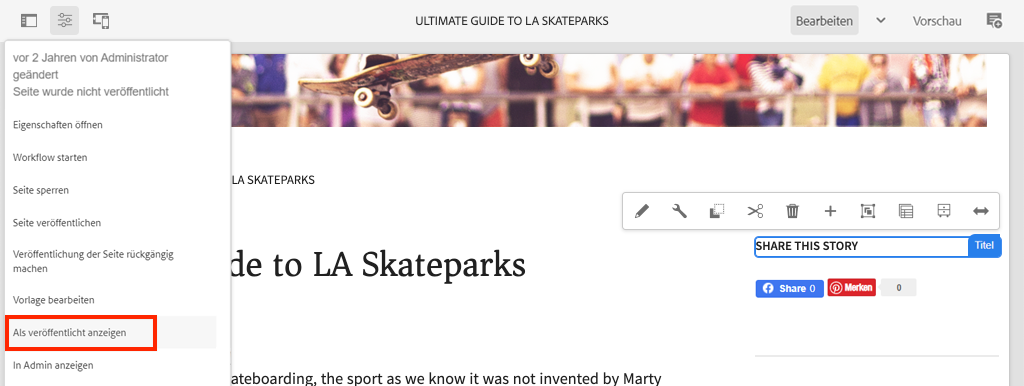 ULTIMATE GUIDE TO LA SKATEPARKS
Bearbeiten
Vorschau
vor 2 Jahren von Administrator
geändert
Seite wurde nicht veröffentlicht
Eigenschaften öffnen
Workflow starten
Seite sperren
Seite veröffentlichen
Veröffentlichung der Seite rückgängig
machen
Vorlage bearbeiten
Als veröffentlicht anzeigen
In Admin anzeigen
LA SKATEPARKS
de to LA Skateparks
SHARE THIS STORY
Titel
Share 0
Merken
0
ateboarding, the sport as we know it was not invented by Marty